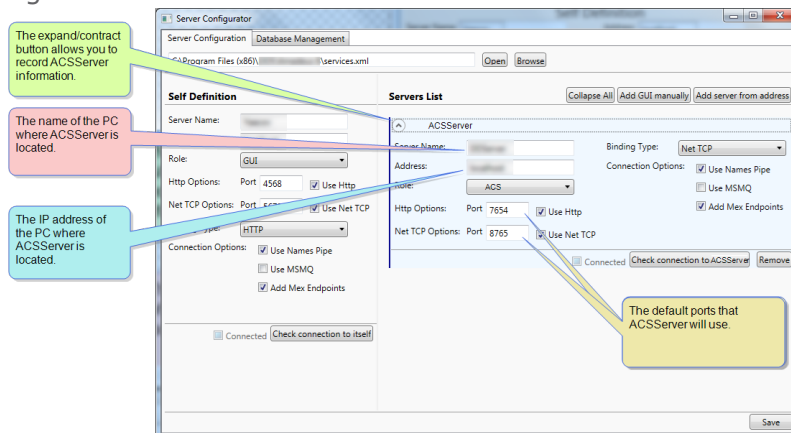 Server Configurator
Server Configuration Database Management
The expand/contract
button allows you to
record ACSServer
information.
C:\Program Files (x86)\ \services.xml Open Browse
Self Definition
Servers List Collapse All Add GUI manually Add server from address
ACSServer
The name of the PC
where ACSServer is
located.
Server Name:
Role: GUI
Http Options: Port 4568 Use Http
Net TCP Options: Port Use Net TCP
HTTP
Connection Options: Use Names Pipe
Use MSMQ
Add Mex Endpoints
Connected Check connection to itself
Server Name: Binding Type: Net TCP
Address: Connection Options: Use Names Pipe
Role: ACS Use MSMQ
Http Options: Port 7654 Use Http Add Mex Endpoints
Net TCP Options: Port 8765 Use Net TCP
Connected Check connection to ACSServer Remove
The IP address of
the PC where
ACSServer is
located.
The default ports that
ACSServer will use.
Save